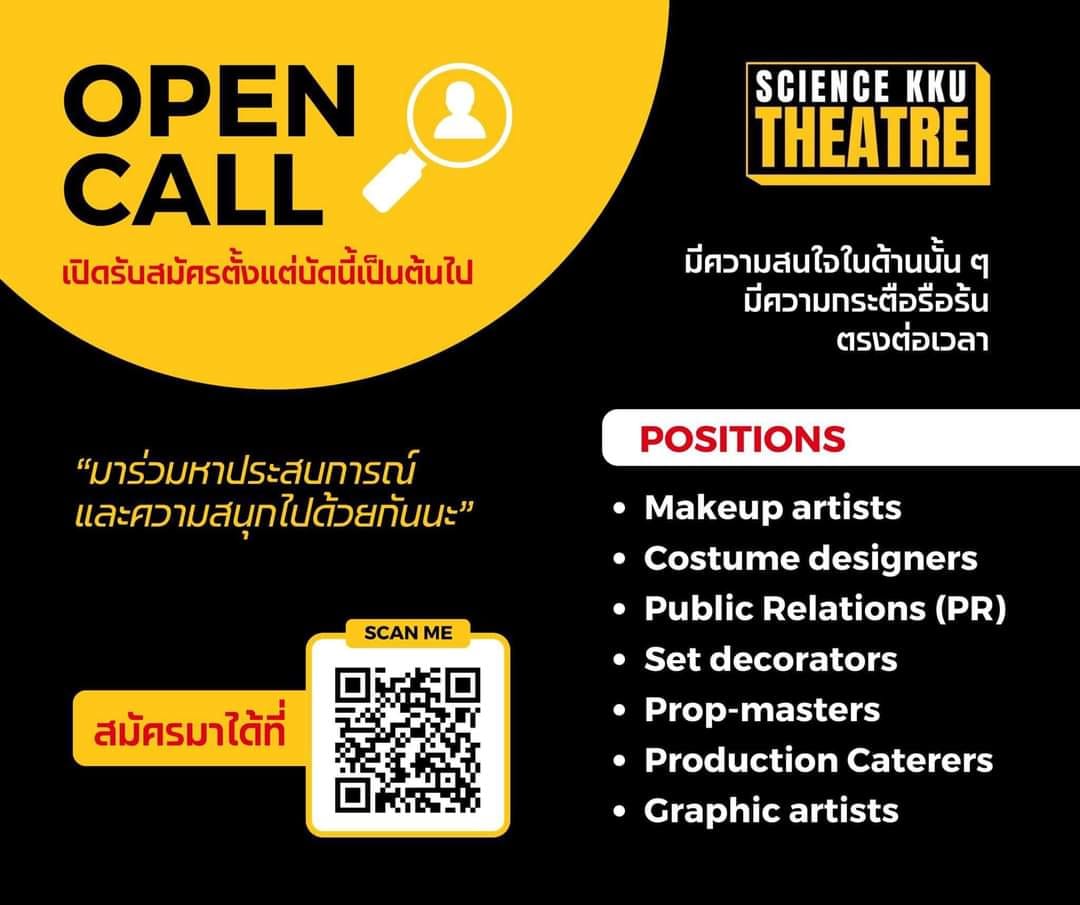 OPEN
CALL
เปิดรับสมัครตั้งแต่บัดนี้เป็นต้นไป
SCIENCE KKU
THEATRE
มีความสนใจในด้านนั้น ๆ
มีความกระตือรือร้น
ตรงต่อเวลา
“มาร่วมหาประสบการณ์
และความสนุกไปด้วยกันนะ”
SCAN ME
สมัครมาได้ที่
POSITIONS
• Makeup artists
• Costume designers
• Public Relations (PR)
• Set decorators
• Prop-masters
• Production Caterers
• Graphic artists